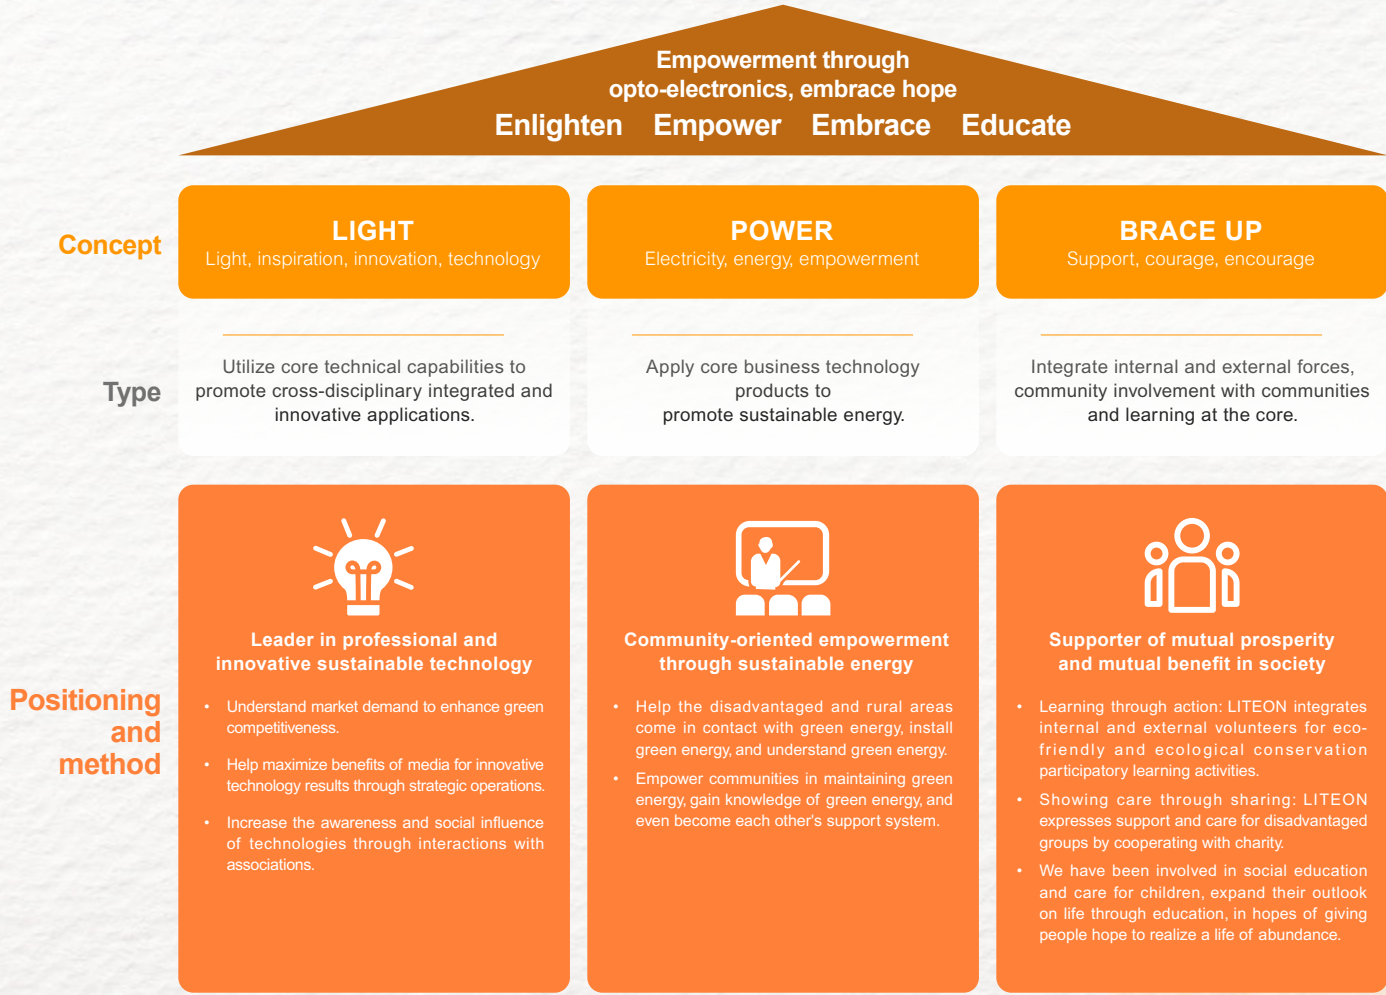 Empowerment through
opto-electronics, embrace hope
Enlighten Empower Embrace Educate
Concept
LIGHT
Light, inspiration, innovation, technology
POWER
Electricity, energy, empowerment
BRACE UP
Support, courage, encourage
Type
Utilize core technical capabilities to
promote cross-disciplinary integrated and
innovative applications.
Apply core business technology
products to
promote sustainable energy.
Integrate internal and external forces,
community involvement with communities
and learning at the core.
Positioning
and
method
Leader in professional and
innovative sustainable technology
• Understand market demand to enhance green
competitiveness.
• Help maximize benefits of media for innovative
technology results through strategic operations.
• Increase the awareness and social influence
of technologies through interactions with
associations.
Community-oriented empowerment
through sustainable energy
• Help the disadvantaged and rural areas
come in contact with green energy, install
green energy, and understand green energy.
• Empower communities in maintaining green
energy, gain knowledge of green energy, and
even become each other's support system.
Supporter of mutual prosperity
and mutual benefit in society
• Learning through action: LITEON integrates
internal and external volunteers for eco-
friendly and ecological conservation
participatory learning activities.
• Showing care through sharing: LITEON
expresses support and care for disadvantaged
groups by cooperating with charity.
• We have been involved in social education
and care for children, expand their outlook
on life through education, in hopes of giving
people hope to realize a life of abundance.